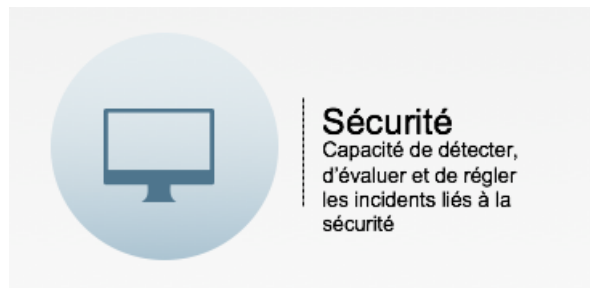 Sécurité
Capacité de détecter,
d'évaluer et de régler
les incidents liés à la
sécurité